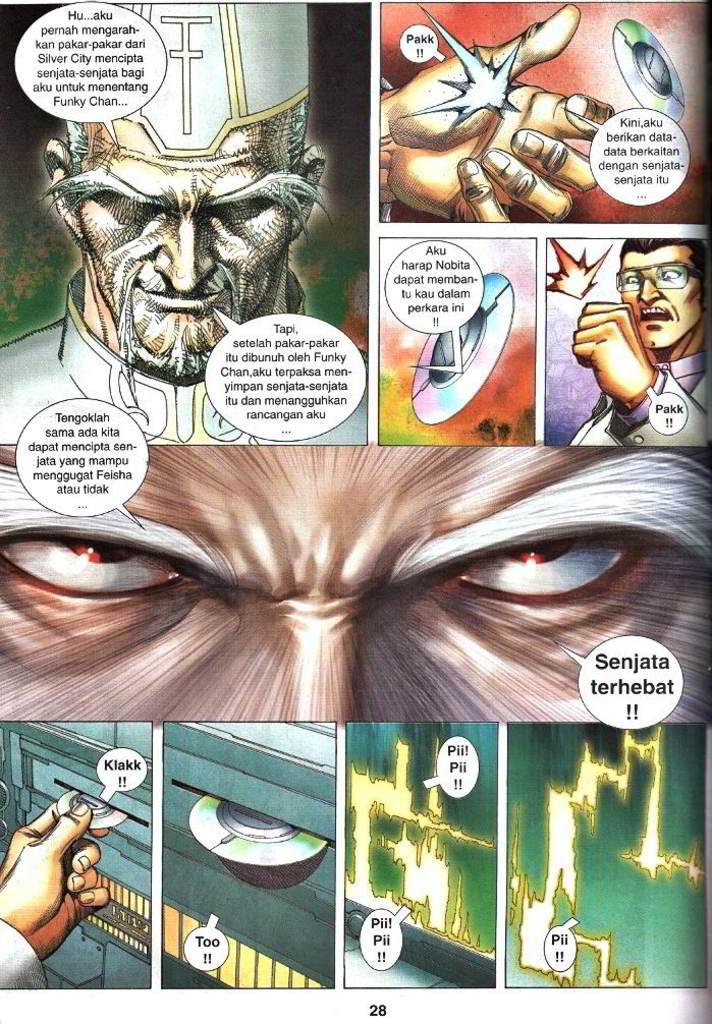 Hu...aku
pernah mengarah-
kan pakar-pakar dari
Silver City mencipta
senjata-senjata bagi
aku untuk menentang
Funky Chan...
Tapi,
setelah pakar-pakar
itu dibunuh oleh Funky
Chan,aku terpaksa men-
yimpan senjata-senjata
itu dan menangguhkan
rancangan aku
...
Pakk
!!
Kini,aku
berikan data-
data berkaitan
dengan senjata-
senjata itu
...
Aku
harap Nobita
dapat memban-
tu kau dalam
perkara ini
!!
Pakk
!!
Tengoklah
sama ada kita
dapat mencipta sen-
jata yang mampu
menggugat Feisha
atau tidak
...
Senjata
terhebat
!!
Klakk
!!
Too
!!
Pii!
Pii
!!
Pii!
Pii
!!
Pii
!!
28